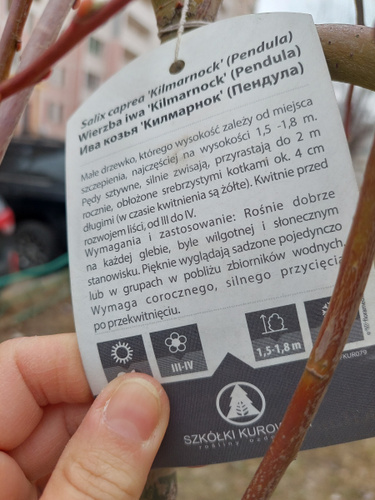 Salix caprea 'Kilmarnock' (Pendula)
Wierzba iwa 'Kilmarnock' (Pendula)
Ива козья 'Килмарнок' (Пендула)
Małe drzewko, którego wysokość zależy od miejsca
szczepienia, najczęściej na wysokości 1,5 -1,8 m.
Pędy sztywne, silnie zwisają, przyrastają do 2 m
rocznie, obłożone srebrzystymi kotkami ok. 4 cm
długimi (w czasie kwitnienia są żółte). Kwitnie przed
rozwojem liści, od III do IV.
Wymagania i zastosowanie: Rośnie dobrze
na każdej glebie, byle wilgotnej i słonecznym
stanowisku. Pięknie wyglądają sadzone pojedynczo
lub w grupach w pobliżu zbiorników wodnych.
Wymaga corocznego, silnego przycięcia
po przekwitnięciu.
III-IV
1,5-1,8 m
SZKÓŁKI